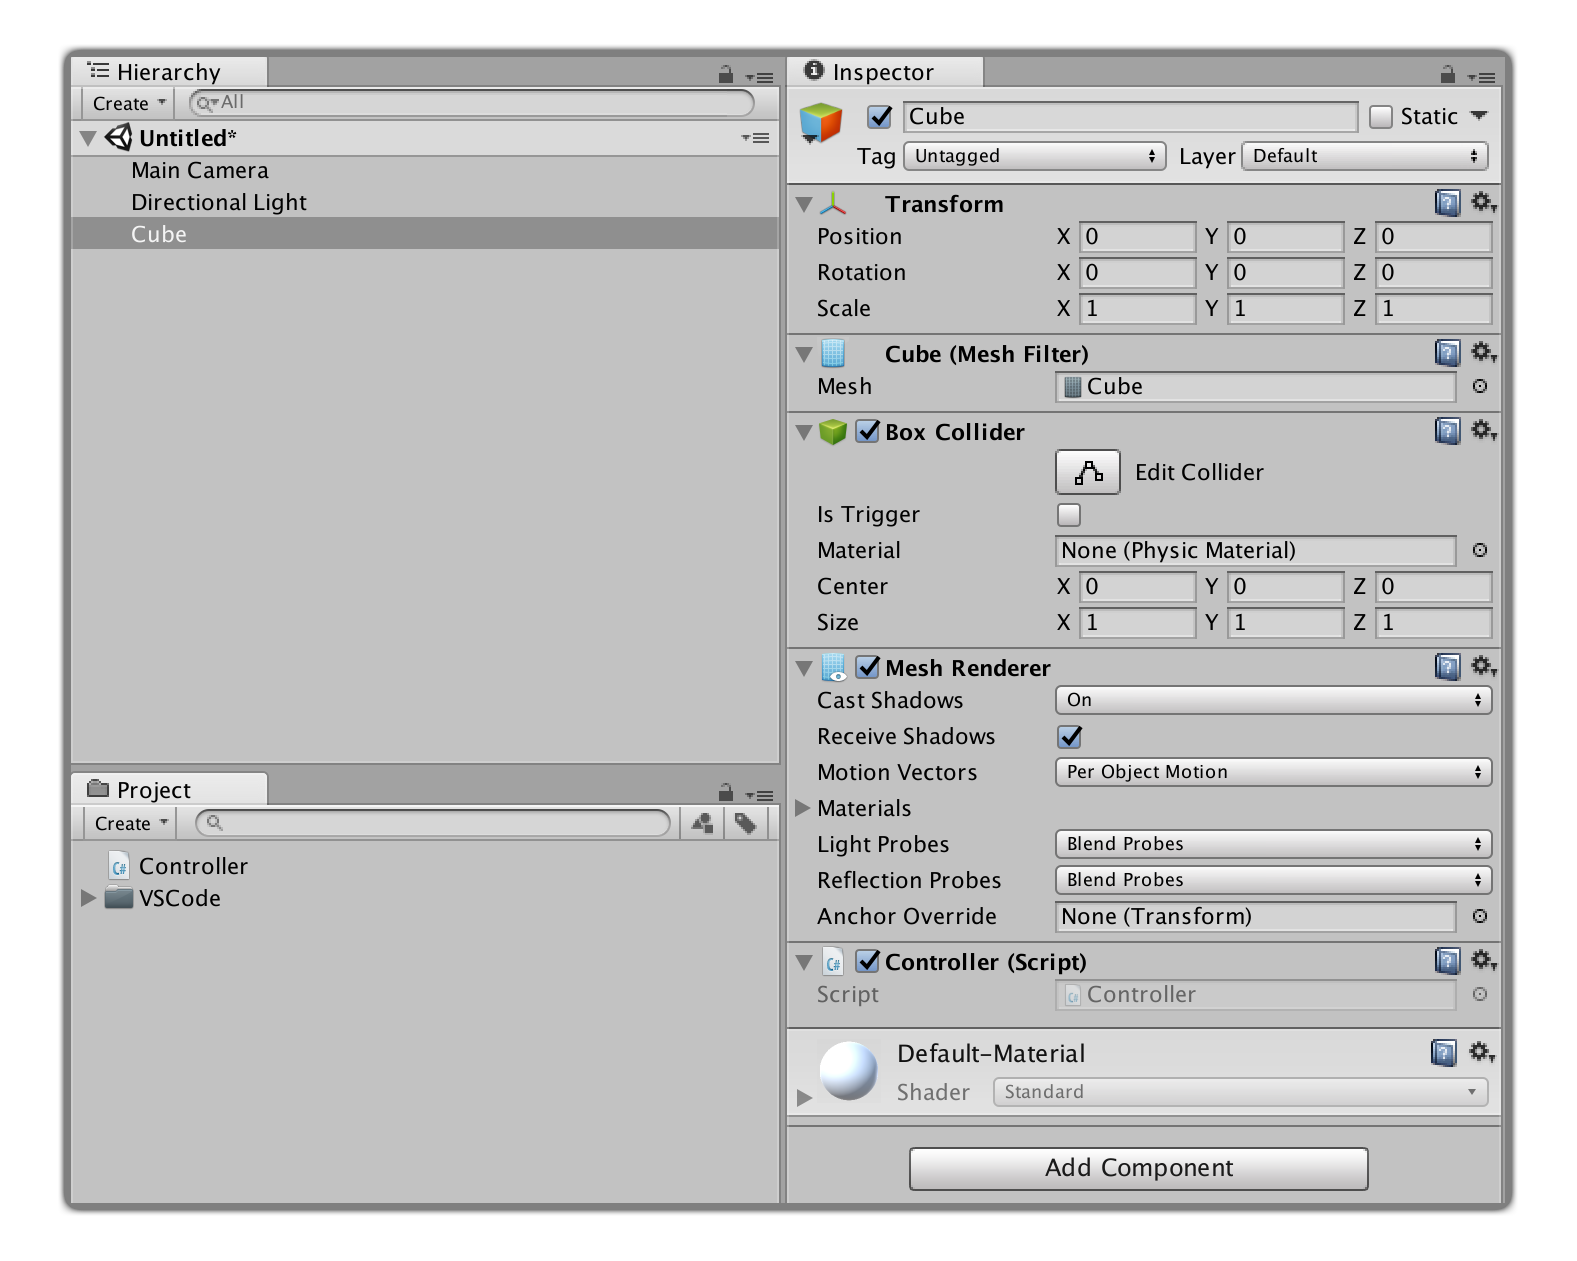 Hierarchy
Create
All
Untitled*
Main Camera
Directional Light
Cube
Project
Create
Controller
VSCode
Inspector
Cube Static
Tag Untagged Layer Default
Transform
Position X 0 Y 0 Z 0
Rotation X 0 Y 0 Z 0
Scale X 1 Y 1 Z 1
Cube (Mesh Filter)
Mesh Cube
Box Collider
Edit Collider
Is Trigger
Material None (Physic Material)
Center X 0 Y 0 Z 0
Size X 1 Y 1 Z 1
Mesh Renderer
Cast Shadows On
Receive Shadows
Motion Vectors Per Object Motion
Materials
Light Probes Blend Probes
Reflection Probes Blend Probes
Anchor Override None (Transform)
C# Controller (Script)
Script C# Controller
Default-Material
Shader Standard
Add Component